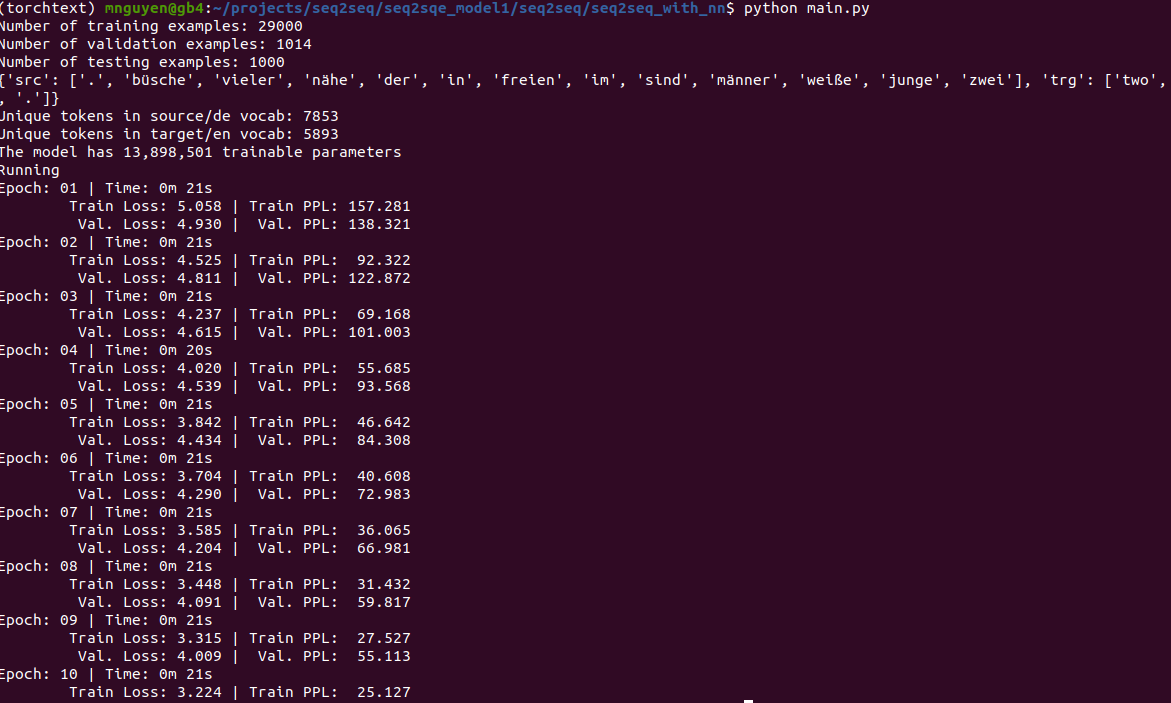 (torchtext) mnguyen@gb4:~/projects/seq2seq/seq2sqe_model1/seq2seq/seq2seq_with_nn$ python main.py
Number of training examples: 29000
Number of validation examples: 1014
Number of testing examples: 1000
{'src': ['.', 'büsche', 'vieler', 'nähe', 'der', 'in', 'freien', 'im', 'sind', 'männer', 'weiße', 'junge', 'zwei'], 'trg': ['two',
, '.']}
Unique tokens in source/de vocab: 7853
Unique tokens in target/en vocab: 5893
The model has 13,898,501 trainable parameters
Running
Epoch: 01 | Time: 0m 21s
Train Loss: 5.058 | Train PPL: 157.281
Val. Loss: 4.930 | Val. PPL: 138.321
Epoch: 02 | Time: 0m 21s
Train Loss: 4.525 | Train PPL: 92.322
Val. Loss: 4.811 | Val. PPL: 122.872
Epoch: 03 | Time: 0m 21s
Train Loss: 4.237 | Train PPL: 69.168
Val. Loss: 4.615 | Val. PPL: 101.003
Epoch: 04 | Time: 0m 20s
Train Loss: 4.020 | Train PPL: 55.685
Val. Loss: 4.539 | Val. PPL: 93.568
Epoch: 05 | Time: 0m 21s
Train Loss: 3.842 | Train PPL: 46.642
Val. Loss: 4.434 | Val. PPL: 84.308
Epoch: 06 | Time: 0m 21s
Train Loss: 3.704 | Train PPL: 40.608
Val. Loss: 4.290 | Val. PPL: 72.983
Epoch: 07 | Time: 0m 21s
Train Loss: 3.585 | Train PPL: 36.065
Val. Loss: 4.204 | Val. PPL: 66.981
Epoch: 08 | Time: 0m 21s
Train Loss: 3.448 | Train PPL: 31.432
Val. Loss: 4.091 | Val. PPL: 59.817
Epoch: 09 | Time: 0m 21s
Train Loss: 3.315 | Train PPL: 27.527
Val. Loss: 4.009 | Val. PPL: 55.113
Epoch: 10 | Time: 0m 21s
Train Loss: 3.224 | Train PPL: 25.127